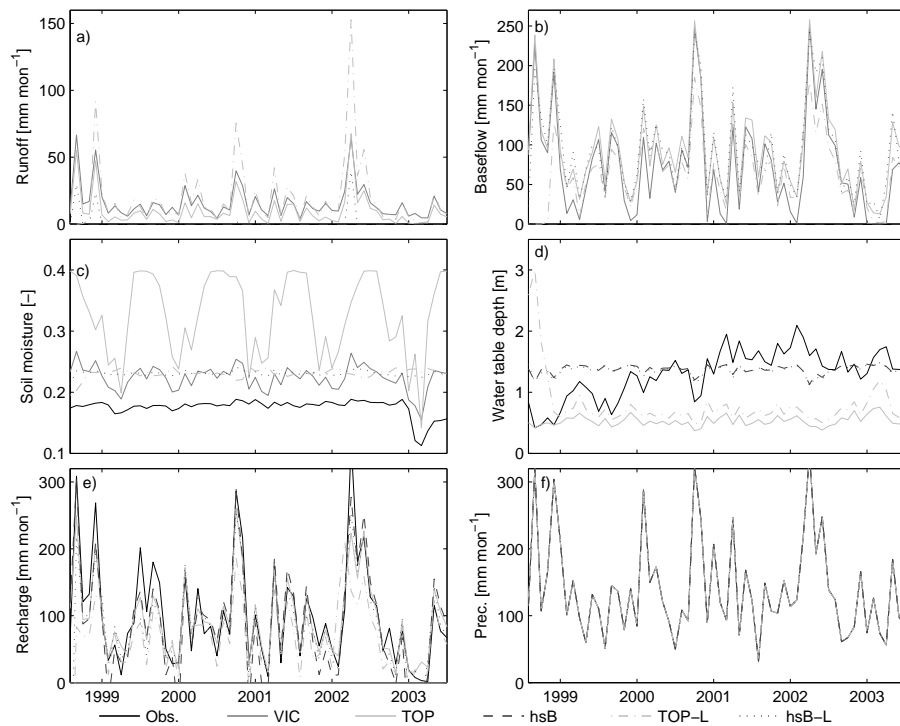 a)
Runoff [mm mon⁻¹]
150
100
50
0
b)
Baseflow [mm mon⁻¹]
250
200
150
100
50
0
c)
Soil moisture [−]
0.4
0.3
0.2
0.1
d)
Water table depth [m]
3
2
1
0
e)
Recharge [mm mon⁻¹]
300
200
100
0
1999 2000 2001 2002 2003
f)
Prec. [mm mon⁻¹]
300
200
100
0
1999 2000 2001 2002 2003
Obs. VIC TOP hsB TOP−L hsB−L